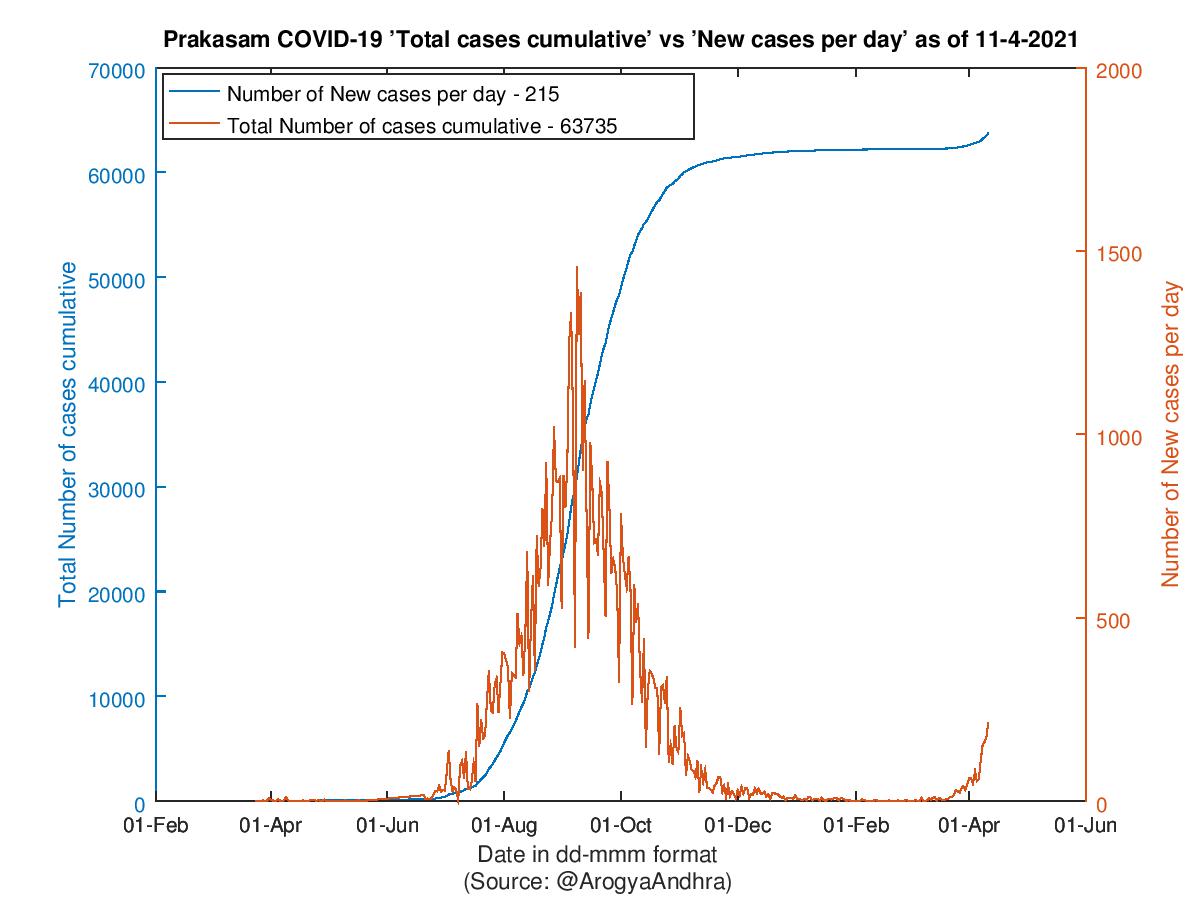 Prakasam COVID-19 'Total cases cumulative' vs 'New cases per day' as of 11-4-2021
Number of New cases per day - 215
Total Number of cases cumulative - 63735
Total Number of cases cumulative
70000
60000
50000
40000
30000
20000
10000
0
2000
1500
1000
500
0
Number of New cases per day
01-Feb 01-Apr 01-Jun 01-Aug 01-Oct 01-Dec 01-Feb 01-Apr 01-Jun
Date in dd-mmm format
(Source: @ArogyaAndhra)